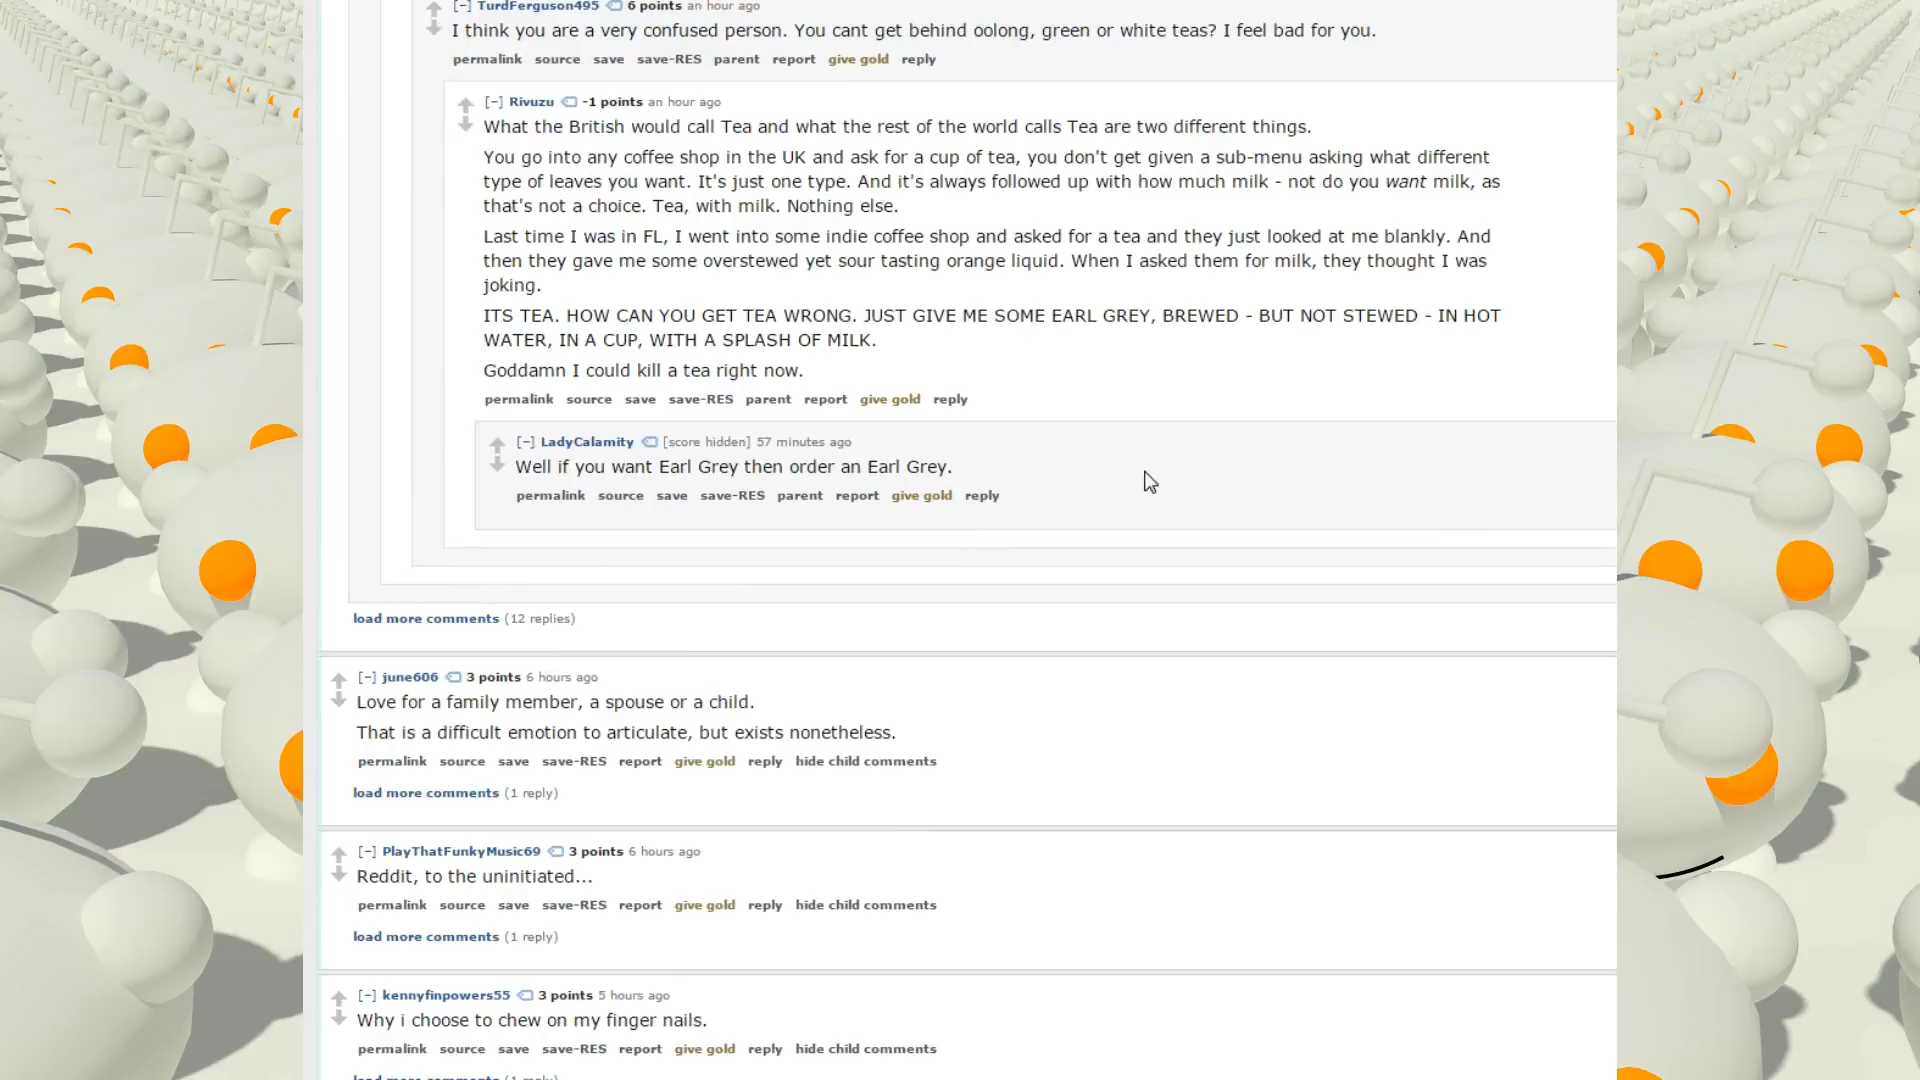 [−] TurdFerguson495 6 points an hour ago
I think you are a very confused person. You cant get behind oolong, green or white teas? I feel bad for you.
permalink source save save-RES parent report give gold reply
[−] Rivuzu -1 points an hour ago
What the British would call Tea and what the rest of the world calls Tea are two different things.
You go into any coffee shop in the UK and ask for a cup of tea, you don't get given a sub-menu asking what different
type of leaves you want. It's just one type. And it's always followed up with how much milk - not do you want milk, as
that's not a choice. Tea, with milk. Nothing else.
Last time I was in FL, I went into some indie coffee shop and asked for a tea and they just looked at me blankly. And
then they gave me some overstewed yet sour tasting orange liquid. When I asked them for milk, they thought I was
joking.
ITS TEA. HOW CAN YOU GET TEA WRONG. JUST GIVE ME SOME EARL GREY, BREWED - BUT NOT STEWED - IN HOT
WATER, IN A CUP, WITH A SPLASH OF MILK.
Goddamn I could kill a tea right now.
permalink source save save-RES parent report give gold reply
[−] LadyCalamity [score hidden] 57 minutes ago
Well if you want Earl Grey then order an Earl Grey.
permalink source save save-RES parent report give gold reply
load more comments (12 replies)
[−] june606 3 points 6 hours ago
Love for a family member, a spouse or a child.
That is a difficult emotion to articulate, but exists nonetheless.
permalink source save save-RES report give gold reply hide child comments
load more comments (1 reply)
[−] PlayThatFunkyMusic69 3 points 6 hours ago
Reddit, to the uninitiated...
permalink source save save-RES report give gold reply hide child comments
load more comments (1 reply)
[−] kennyfinpowers55 3 points 5 hours ago
Why i choose to chew on my finger nails.
permalink source save save-RES report give gold reply hide child comments
load more comments (1 reply)